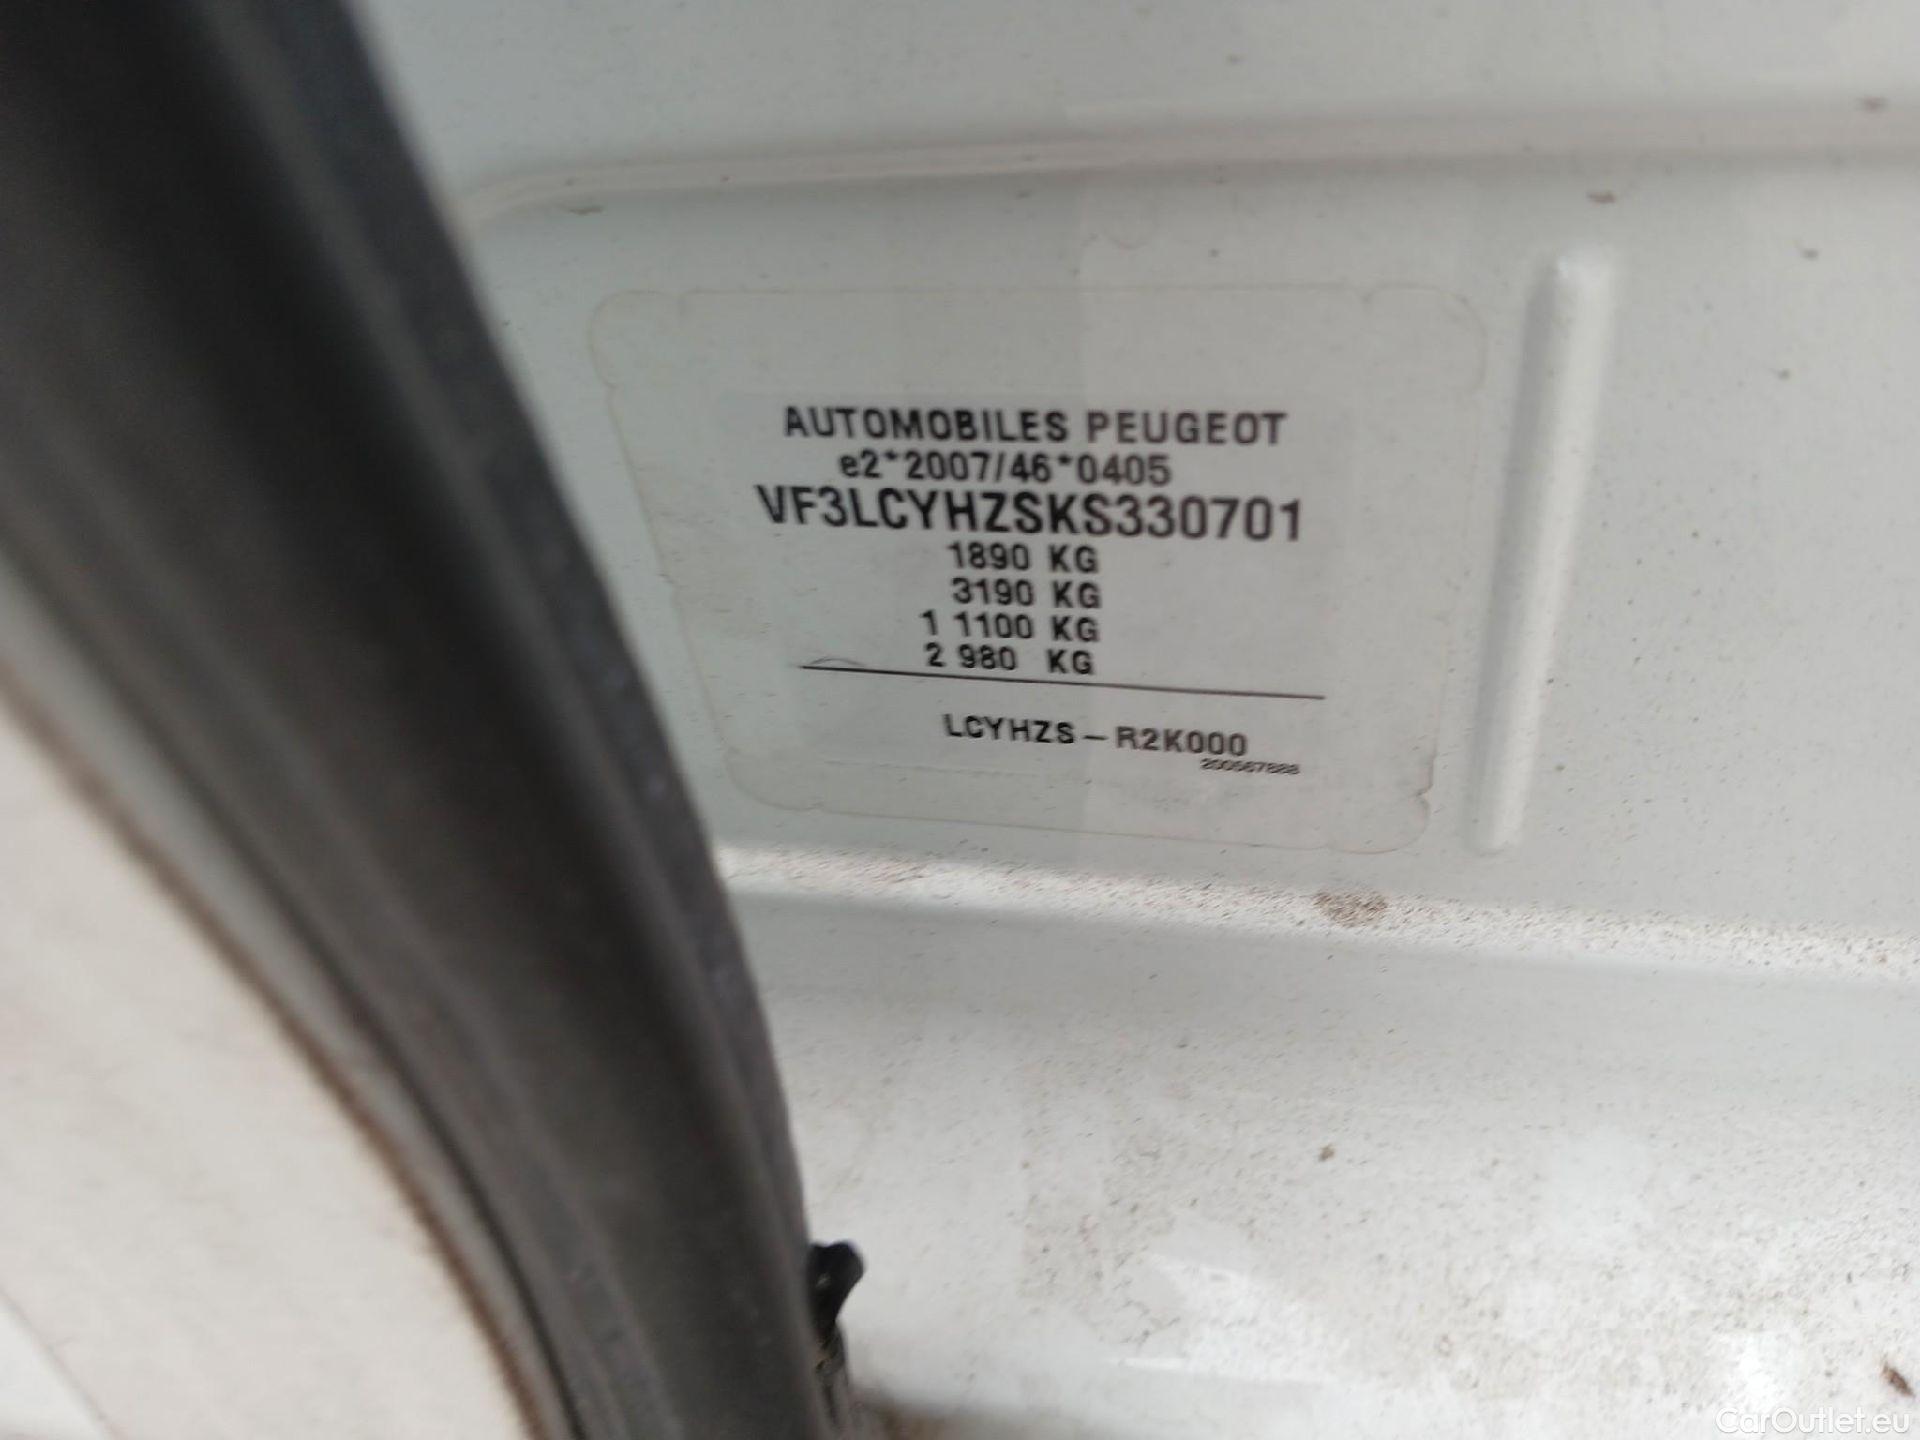 AUTOMOBILES PEUGEOT
e2*2007/46*0405
VF3LCYHZSKS330701
1890 KG
3190 KG
1 1100 KG
2 980 KG
LCYHZS – R2K000
200567888
CarOutlet.eu